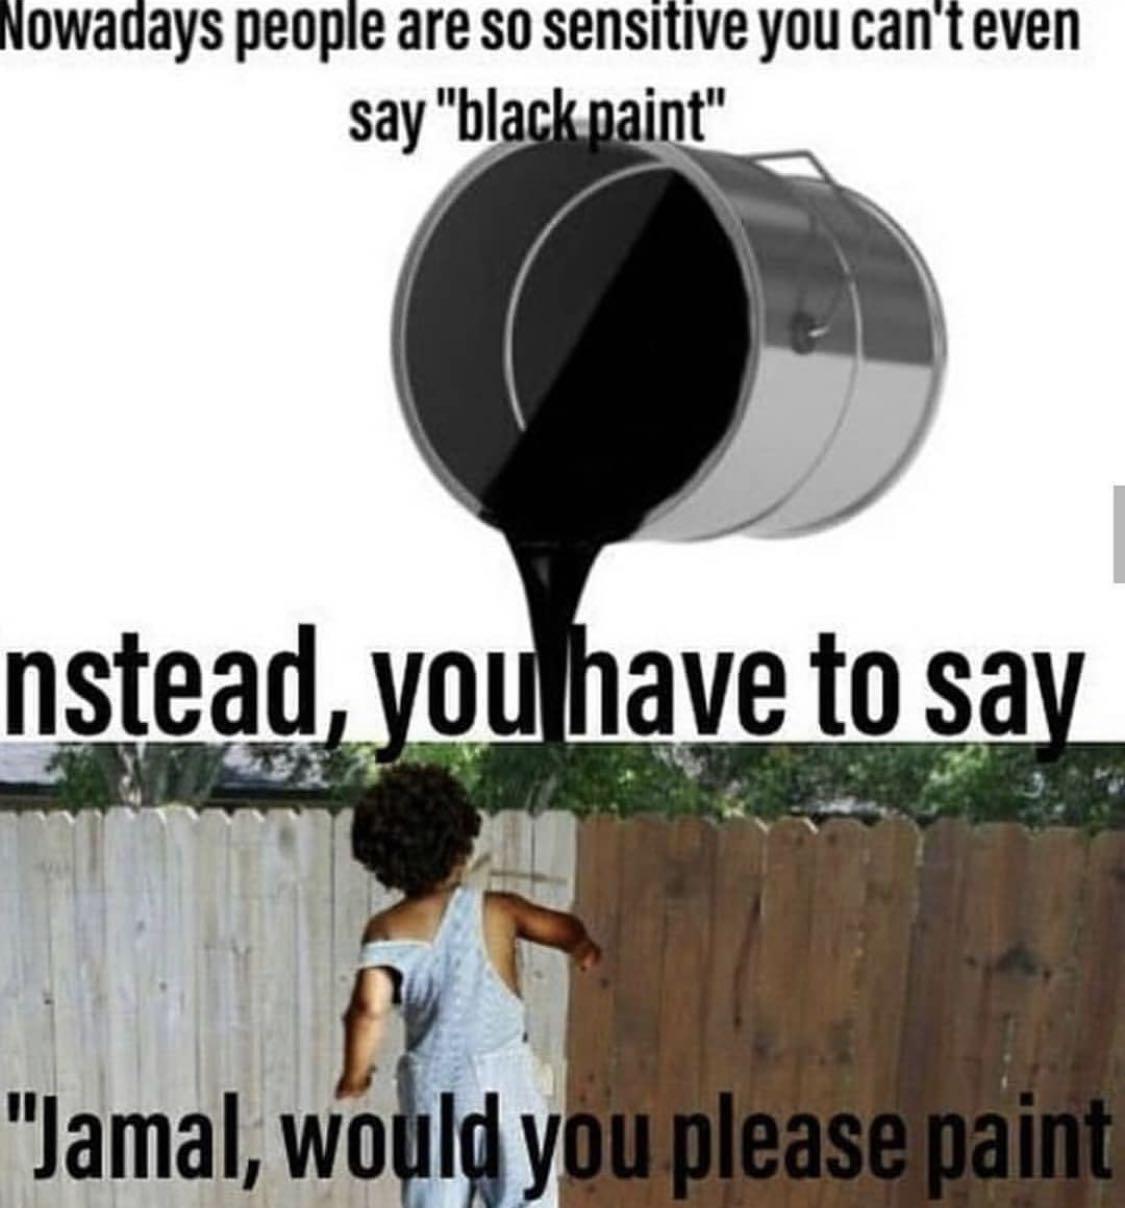 Nowadays people are so sensitive you can't even
say "black paint"
nstead, you have to say
"Jamal, would you please paint